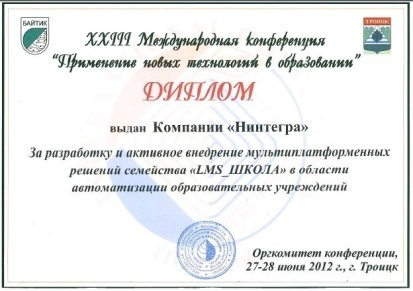 БАЙТИК
ТРОИЦК
XXIII Международная конференция
"Применение новых технологий в образовании"
ДИПЛОМ
выдан Компании «Нинтегра»
За разработку и активное внедрение мультиплатформенных
решений семейства «LMS_ШКОЛА» в области
автоматизации образовательных учреждений
Оргкомитет конференции,
27-28 июня 2012 г., г. Троицк